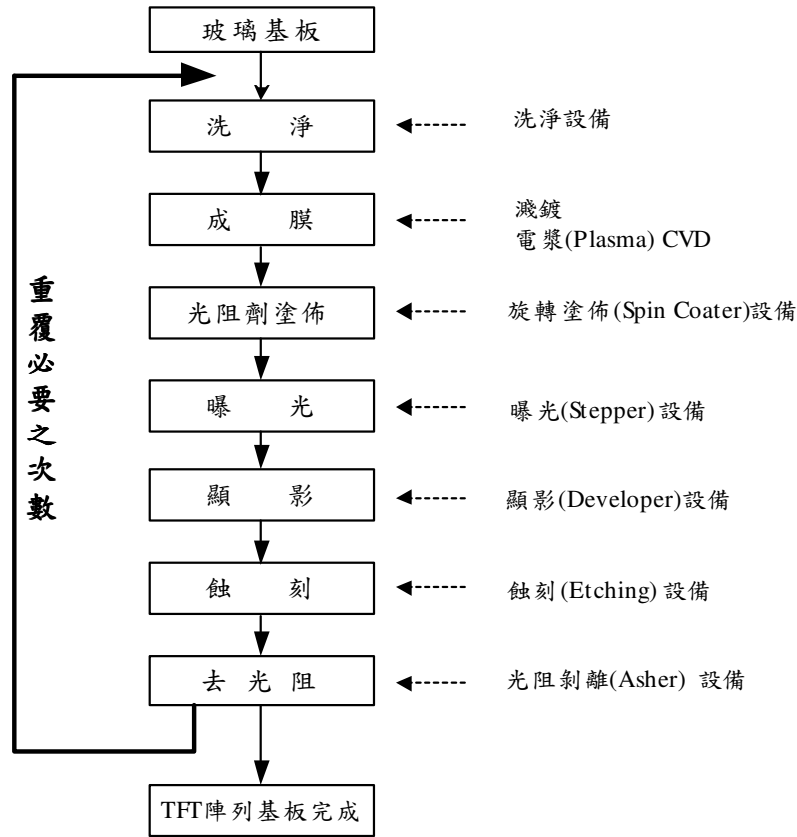 玻璃基板
洗 淨
洗淨設備
成 膜
濺鍍
電漿(Plasma) CVD
光阻劑塗佈
旋轉塗佈(Spin Coater)設備
曝 光
曝光(Stepper)設備
顯 影
顯影(Developer)設備
蝕 刻
蝕刻(Etching) 設備
去 光 阻
光阻剝離(Asher) 設備
TFT陣列基板完成
重覆必要之次數